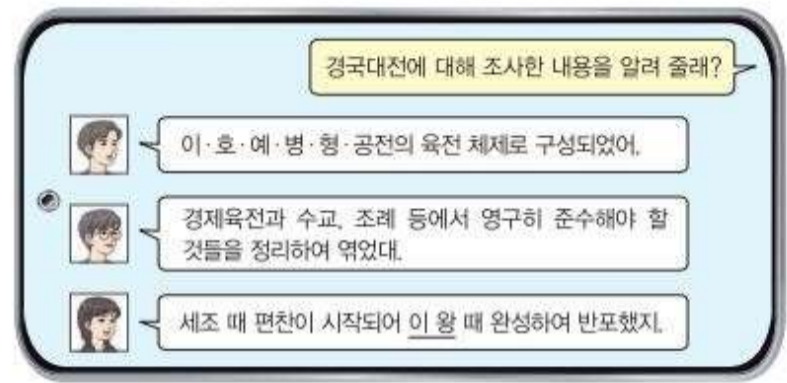 경국대전에 대해 조사한 내용을 알려 줄래?
이·호·예·병·형·공전의 육전 체제로 구성되었어.
경제육전과 수교, 조례 등에서 영구히 준수해야 할
것들을 정리하여 엮었대.
세조 때 편찬이 시작되어 이 왕 때 완성하여 반포했지.